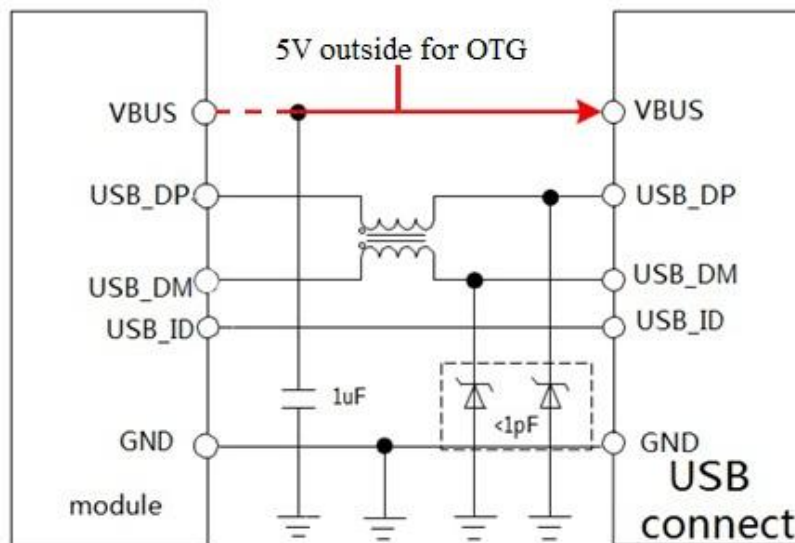 5V outside for OTG
VBUS
VBUS
USB_DP
USB_DP
USB_DM
USB_DM
USB_ID
USB_ID
1uF
<1pF
GND
GND
module
USB
connect